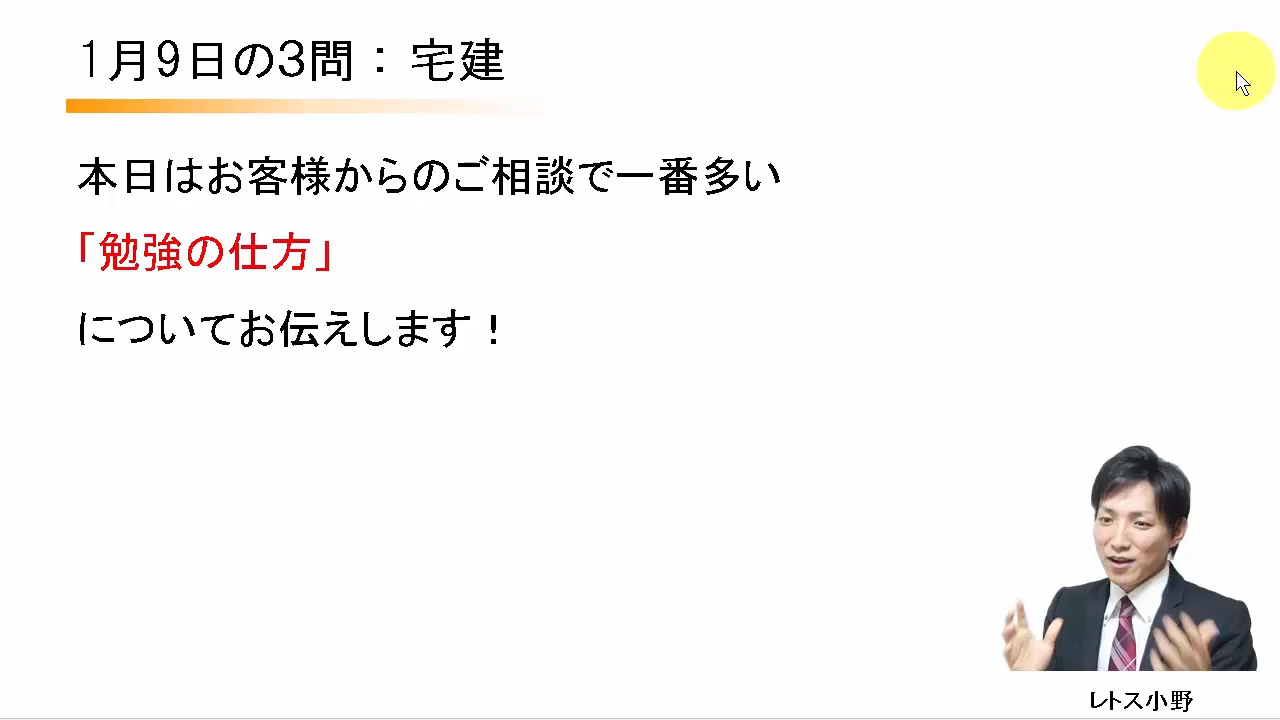 1月9日の3問：宅建
本日はお客様からのご相談で一番多い
「勉強の仕方」
についてお伝えします！
レトス小野